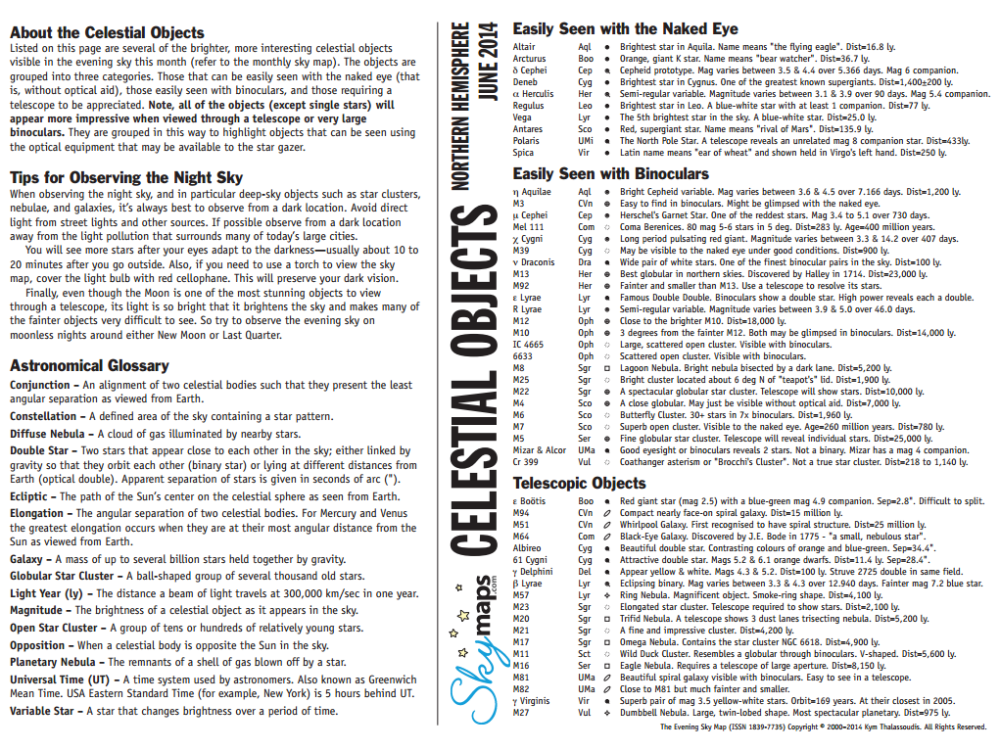 About the Celestial Objects
Listed on this page are several of the brighter, more interesting celestial objects
visible in the evening sky this month (refer to the monthly sky map). The objects are
grouped into three categories. Those that can be easily seen with the naked eye (that
is, without optical aid), those easily seen with binoculars, and those requiring a
telescope to be appreciated. Note, all of the objects (except single stars) will
appear more impressive when viewed through a telescope or very large
binoculars. They are grouped in this way to highlight objects that can be seen using
the optical equipment that may be available to the star gazer.
Tips for Observing the Night Sky
When observing the night sky, and in particular deep-sky objects such as star clusters,
nebulae, and galaxies, it's always best to observe from a dark location. Avoid direct
light from street lights and other sources. If possible observe from a dark location
away from the light pollution that surrounds many of today's large cities.
You will see more stars after your eyes adapt to the darkness—usually about 10 to
20 minutes after you go outside. Also, if you need to use a torch to view the sky
map, cover the light bulb with red cellophane. This will preserve your dark vision.
Finally, even though the Moon is one of the most stunning objects to view
through a telescope, its light is so bright that it brightens the sky and makes many of
the fainter objects very difficult to see. So try to observe the evening sky on
moonless nights around either New Moon or Last Quarter.
Astronomical Glossary
Conjunction – An alignment of two celestial bodies such that they present the least
angular separation as viewed from Earth.
Constellation – A defined area of the sky containing a star pattern.
Diffuse Nebula – A cloud of gas illuminated by nearby stars.
Double Star – Two stars that appear close to each other in the sky; either linked by
gravity so that they orbit each other (binary star) or lying at different distances from
Earth (optical double). Apparent separation of stars is given in seconds of arc (").
Ecliptic – The path of the Sun's center on the celestial sphere as seen from Earth.
Elongation – The angular separation of two celestial bodies. For Mercury and Venus
the greatest elongation occurs when they are at their most angular distance from the
Sun as viewed from Earth.
Galaxy – A mass of up to several billion stars held together by gravity.
Globular Star Cluster – A ball-shaped group of several thousand old stars.
Light Year (ly) – The distance a beam of light travels at 300,000 km/sec in one year.
Magnitude – The brightness of a celestial object as it appears in the sky.
Open Star Cluster – A group of tens or hundreds of relatively young stars.
Opposition – When a celestial body is opposite the Sun in the sky.
Planetary Nebula – The remnants of a shell of gas blown off by a star.
Universal Time (UT) – A time system used by astronomers. Also known as Greenwich
Mean Time. USA Eastern Standard Time (for example, New York) is 5 hours behind UT.
Variable Star – A star that changes brightness over a period of time.
CELESTIAL OBJECTS
NORTHERN HEMISPHERE
JUNE 2014
Skymaps.com
Easily Seen with the Naked Eye
Altair Aql Brightest star in Aquila. Name means "the flying eagle". Dist=16.8 ly.
Arcturus Boo Orange, giant K star. Name means "bear watcher". Dist=36.7 ly.
δ Cephei Cep Cepheid prototype. Mag varies between 3.5 & 4.4 over 5.366 days. Mag 6 companion.
Deneb Cyg Brightest star in Cygnus. One of the greatest known supergiants. Dist=1,400±200 ly.
α Herculis Her Semi-regular variable. Magnitude varies between 3.1 & 3.9 over 90 days. Mag 5.4 companion.
Regulus Leo Brightest star in Leo. A blue-white star with at least 1 companion. Dist=77 ly.
Vega Lyr The 5th brightest star in the sky. A blue-white star. Dist=25.0 ly.
Antares Sco Red, supergiant star. Name means "rival of Mars". Dist=135.9 ly.
Polaris UMi The North Pole Star. A telescope reveals an unrelated mag 8 companion star. Dist=433ly.
Spica Vir Latin name means "ear of wheat" and shown held in Virgo's left hand. Dist=250 ly.
Easily Seen with Binoculars
η Aquilae Aql Bright Cepheid variable. Mag varies between 3.6 & 4.5 over 7.166 days. Dist=1,200 ly.
M3 CVn Easy to find in binoculars. Might be glimpsed with the naked eye.
μ Cephei Cep Herschel's Garnet Star. One of the reddest stars. Mag 3.4 to 5.1 over 730 days.
Mel 111 Com Coma Berenices. 80 mag 5-6 stars in 5 deg. Dist=283 ly. Age=400 million years.
χ Cygni Cyg Long period pulsating red giant. Magnitude varies between 3.3 & 14.2 over 407 days.
M39 Cyg May be visible to the naked eye under good conditions. Dist=900 ly.
ν Draconis Dra Wide pair of white stars. One of the finest binocular pairs in the sky. Dist=100 ly.
M13 Her Best globular in northern skies. Discovered by Halley in 1714. Dist=23,000 ly.
M92 Her Fainter and smaller than M13. Use a telescope to resolve its stars.
ε Lyrae Lyr Famous Double Double. Binoculars show a double star. High power reveals each a double.
R Lyrae Lyr Semi-regular variable. Magnitude varies between 3.9 & 5.0 over 46.0 days.
M12 Oph Close to the brighter M10. Dist=18,000 ly.
M10 Oph 3 degrees from the fainter M12. Both may be glimpsed in binoculars. Dist=14,000 ly.
IC 4665 Oph Large, scattered open cluster. Visible with binoculars.
6633 Oph Scattered open cluster. Visible with binoculars.
M8 Sgr Lagoon Nebula. Bright nebula bisected by a dark lane. Dist=5,200 ly.
M25 Sgr Bright cluster located about 6 deg N of "teapot's" lid. Dist=1,900 ly.
M22 Sgr A spectacular globular star cluster. Telescope will show stars. Dist=10,000 ly.
M4 Sco A close globular. May just be visible without optical aid. Dist=7,000 ly.
M6 Sco Butterfly Cluster. 30+ stars in 7x binoculars. Dist=1,960 ly.
M7 Sco Superb open cluster. Visible to the naked eye. Age=260 million years. Dist=780 ly.
M5 Ser Fine globular star cluster. Telescope will reveal individual stars. Dist=25,000 ly.
Mizar & Alcor UMa Good eyesight or binoculars reveals 2 stars. Not a binary. Mizar has a mag 4 companion.
Cr 399 Vul Coathanger asterism or "Brocchi's Cluster". Not a true star cluster. Dist=218 to 1,140 ly.
Telescopic Objects
ε Boötis Boo Red giant star (mag 2.5) with a blue-green mag 4.9 companion. Sep=2.8". Difficult to split.
M94 CVn Compact nearly face-on spiral galaxy. Dist=15 million ly.
M51 CVn Whirlpool Galaxy. First recognised to have spiral structure. Dist=25 million ly.
M64 Com Black-Eye Galaxy. Discovered by J.E. Bode in 1775 - "a small, nebulous star".
Albireo Cyg Beautiful double star. Contrasting colours of orange and blue-green. Sep=34.4".
61 Cygni Cyg Attractive double star. Mags 5.2 & 6.1 orange dwarfs. Dist=11.4 ly. Sep=28.4".
γ Delphini Del Appear yellow & white. Mags 4.3 & 5.2. Dist=100 ly. Struve 2725 double in same field.
β Lyrae Lyr Eclipsing binary. Mag varies between 3.3 & 4.3 over 12.940 days. Fainter mag 7.2 blue star.
M57 Lyr Ring Nebula. Magnificent object. Smoke-ring shape. Dist=4,100 ly.
M23 Sgr Elongated star cluster. Telescope required to show stars. Dist=2,100 ly.
M20 Sgr Trifid Nebula. A telescope shows 3 dust lanes trisecting nebula. Dist=5,200 ly.
M21 Sgr A fine and impressive cluster. Dist=4,200 ly.
M17 Sgr Omega Nebula. Contains the star cluster NGC 6618. Dist=4,900 ly.
M11 Sct Wild Duck Cluster. Resembles a globular through binoculars. V-shaped. Dist=5,600 ly.
M16 Ser Eagle Nebula. Requires a telescope of large aperture. Dist=8,150 ly.
M81 UMa Beautiful spiral galaxy visible with binoculars. Easy to see in a telescope.
M82 UMa Close to M81 but much fainter and smaller.
γ Virginis Vir Superb pair of mag 3.5 yellow-white stars. Orbit=169 years. At their closest in 2005.
M27 Vul Dumbbell Nebula. Large, twin-lobed shape. Most spectacular planetary. Dist=975 ly.
The Evening Sky Map (ISSN 1839-7735) Copyright © 2000–2014 Kym Thalassoudis. All Rights Reserved.